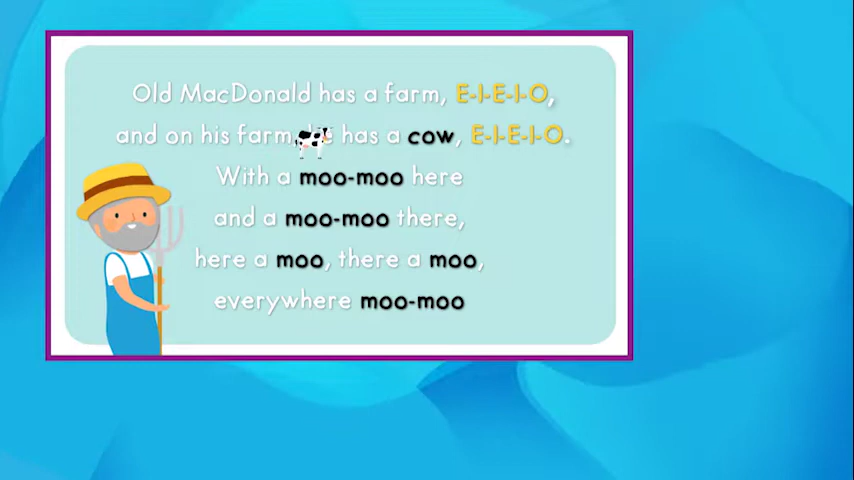 Old MacDonald has a farm, E-I-E-I-O,
and on his farm, has a cow, E-I-E-I-O.
With a moo-moo here
and a moo-moo there,
here a moo, there a moo,
everywhere moo-moo